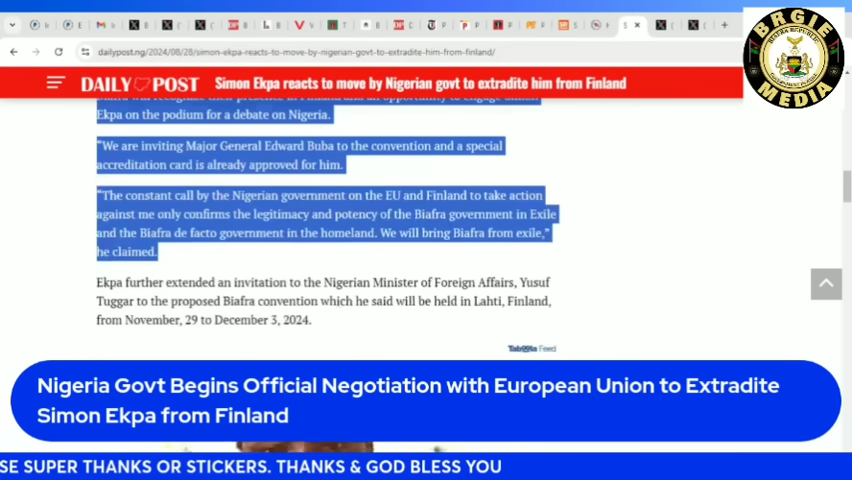 dailypost.ng/2024/08/28/simon-ekpa-reacts-to-move-by-nigerian-govt-to-extradite-him-from-finland/
BRGIE
MEDIA
DAILY POST
Simon Ekpa reacts to move by Nigerian govt to extradite him from Finland
Ekpa on the podium for a debate on Nigeria.
"We are inviting Major General Edward Buba to the convention and a special
accreditation card is already approved for him.
"The constant call by the Nigerian government on the EU and Finland to take action
against me only confirms the legitimacy and potency of the Biafra government in Exile
and the Biafra de facto government in the homeland. We will bring Biafra from exile,"
he claimed.
Ekpa further extended an invitation to the Nigerian Minister of Foreign Affairs, Yusuf
Tuggar to the proposed Biafra convention which he said will be held in Lahti, Finland,
from November, 29 to December 3, 2024.
Taboola Feed
Nigeria Govt Begins Official Negotiation with European Union to Extradite
Simon Ekpa from Finland
SE SUPER THANKS OR STICKERS. THANKS & GOD BLESS YOU